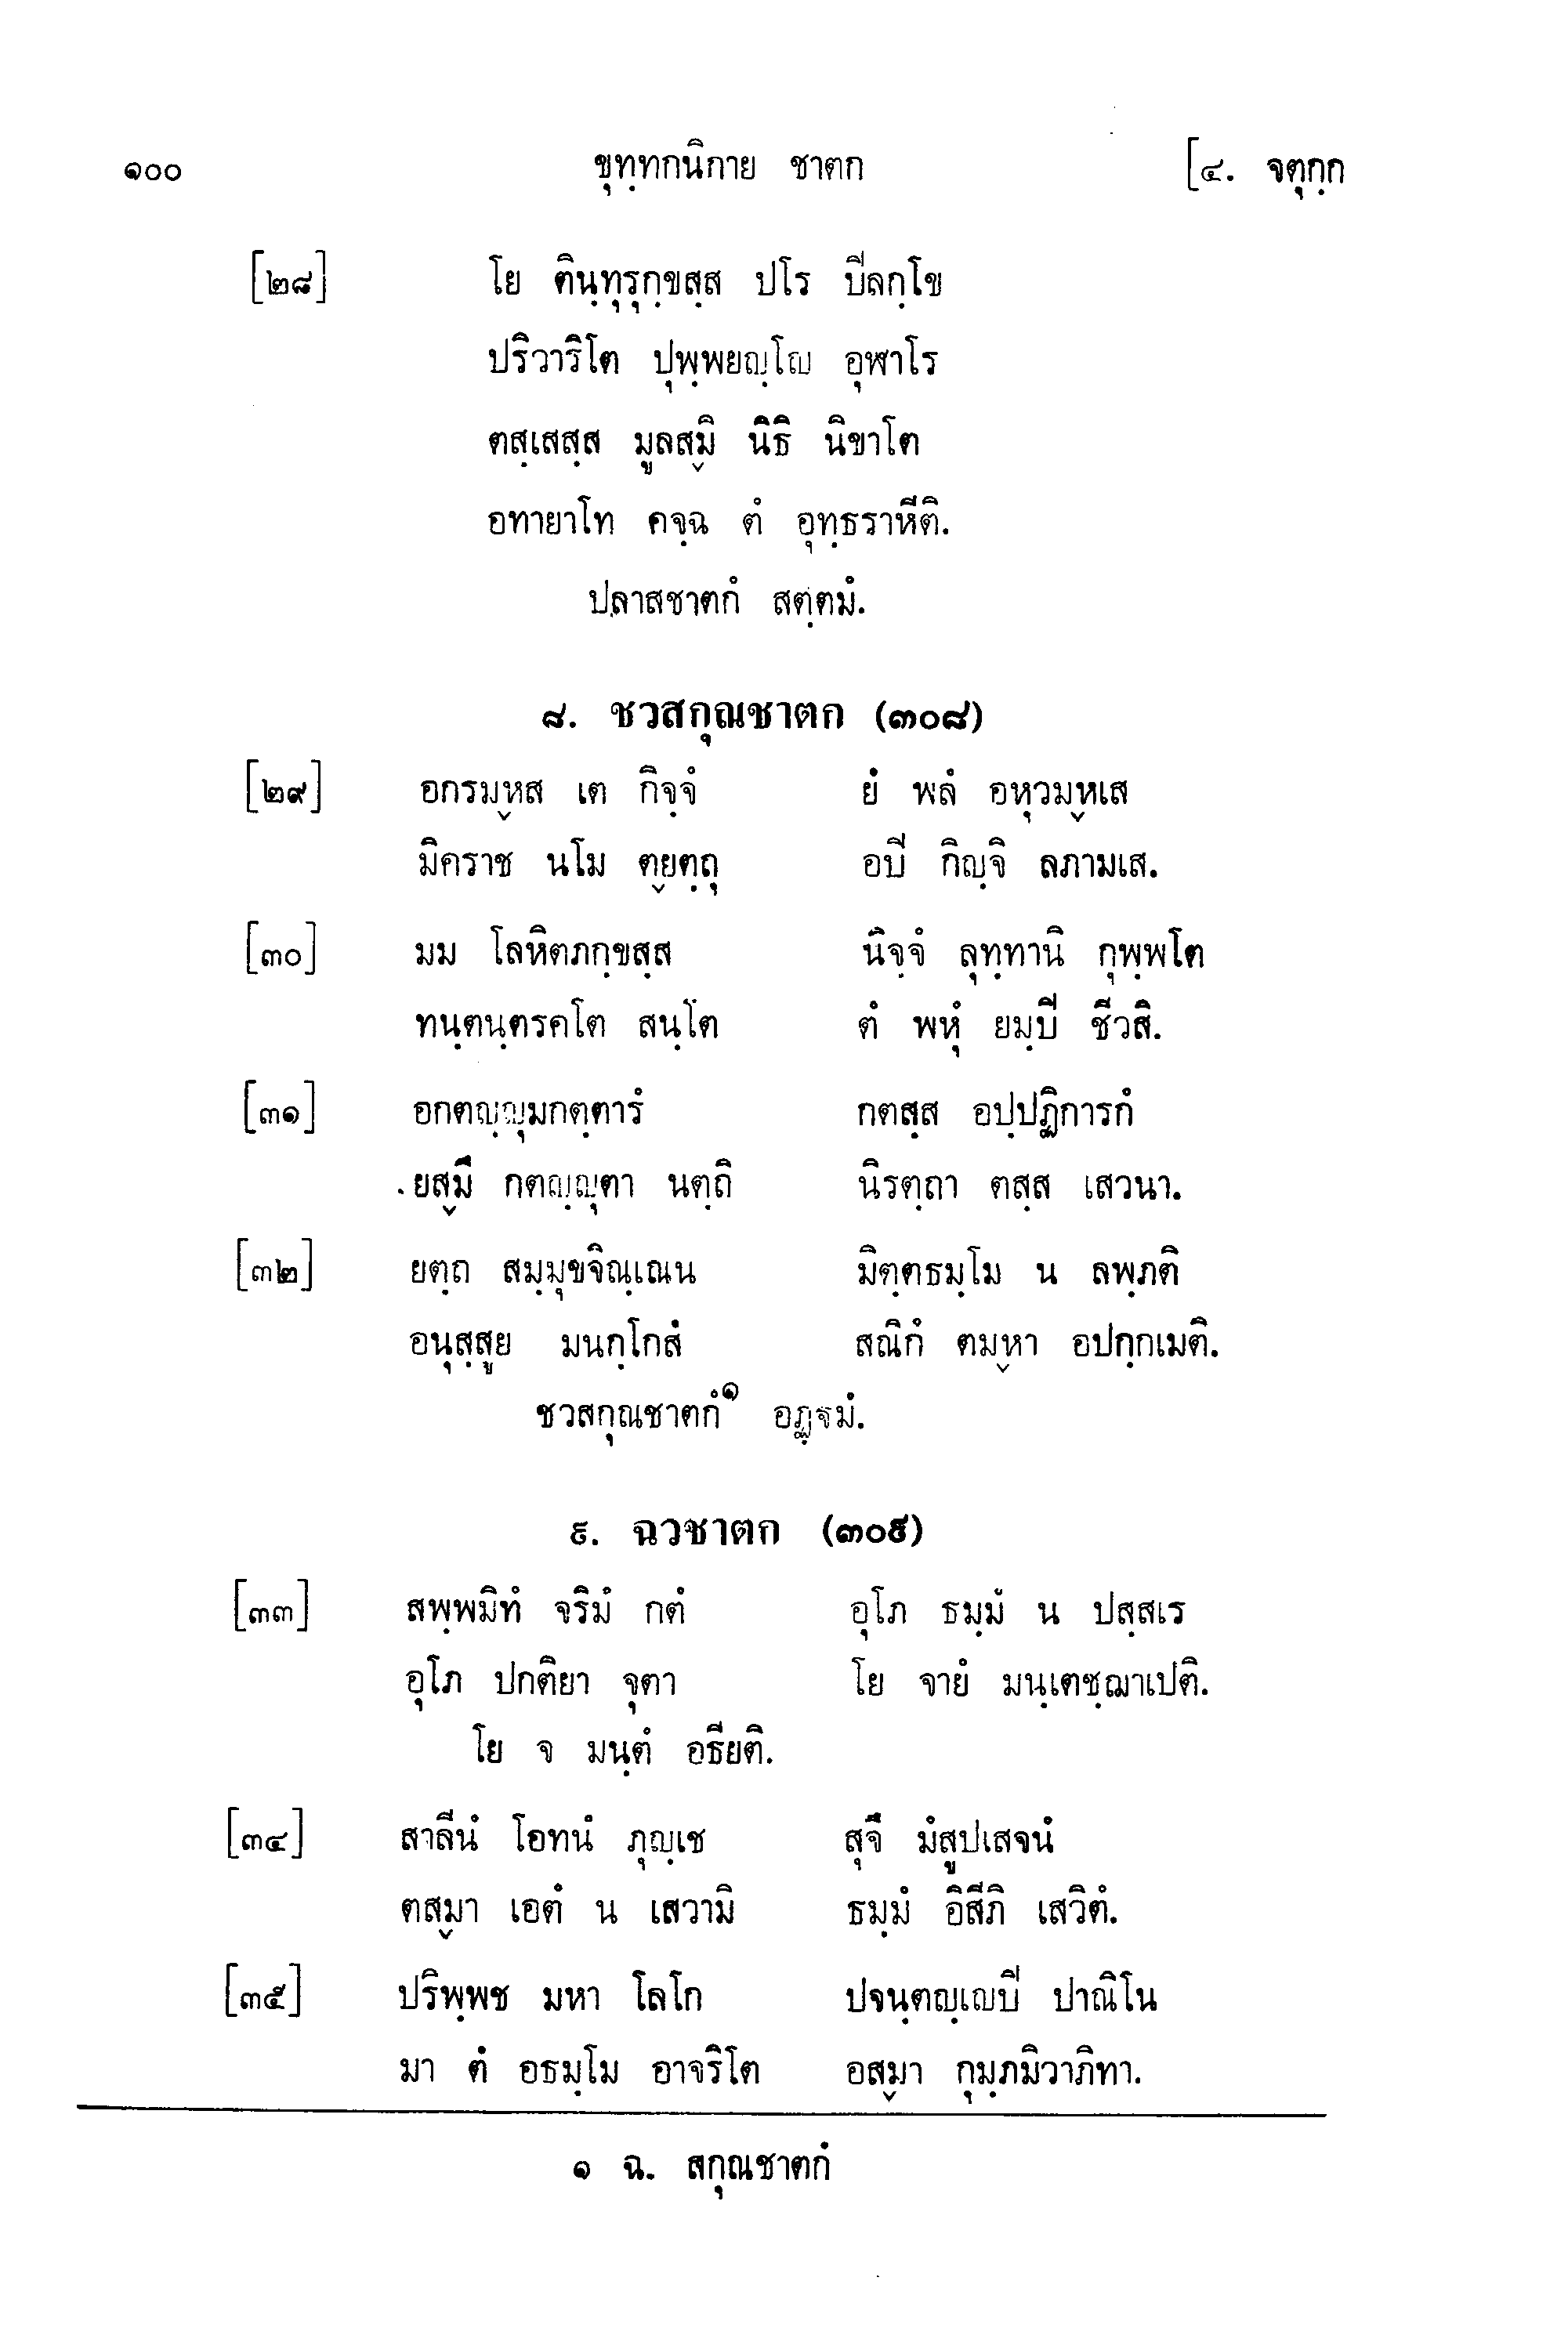 ๑๐๐ ขุทฺทกนิกาย ชาตก [๔. จตุกฺก
[๒๘] โย ตินฺทุรุกฺขสฺส ปโร ปิลกฺโข
ปริวาริโต ปุพฺพยญฺโญ อุฬาโร
ตสฺเสสฺส มูลสฺมิ นิธิ นิขาโต
อทายาโท คจฺฉ ตํ อุทฺธราหีติ.
ปลาสชาตกํ สตฺตมํ.
๘. ชวสกุณชาตก (๓๐๘)
[๒๙] อกรมฺหส เต กิจฺจํ ยํ พลํ อหุวมฺหเส
มิคราช นโม ตฺยตฺถุ อปิ กิญฺจิ ลภามเส.
[๓๐] มม โลหิตภกฺขสฺส นิจฺจํ ลุทฺทานิ กุพฺพโต
ทนฺตนฺตรคโต สนฺโต ตํ พหุํ ยมฺปิ ชีวสิ.
[๓๑] อกตญฺญุมกตฺตารํ กตสฺส อปฺปฏิการกํ
ยสฺมึ กตญฺญุตา นตฺถิ นิรตฺถา ตสฺส เสวนา.
[๓๒] ยตฺถ สมฺมุขจิณฺเณน มิตฺตธมฺโม น ลพฺภติ
อนุสฺสูย มนกฺโกสํ สณิกํ ตมฺหา อปกฺกเมติ.
ชวสกุณชาตกํ๑ อฏฺฐมํ.
๙. ฉวชาตก (๓๐๙)
[๓๓] สพฺพมิทํ จริมํ กตํ อุโภ ธมฺมํ น ปสฺสเร
อุโภ ปกติยา จุตา โย จายํ มนฺเตชฺฌาเปติ.
โย จ มนฺตํ อธียติ.
[๓๔] สาลีนํ โอทนํ ภุญฺเช สุจึ มํสูปเสจนํ
ตสฺมา เอตํ น เสวามิ ธมฺมํ อิสีภิ เสวิตํ.
[๓๕] ปริพฺพช มหา โลโก ปจนฺตญฺเญปิ ปาณิโน
มา ตํ อธมฺโม อาจริโต อสฺมา กุมฺภมิวาภิทา.
๑ ฉ. สกุณชาตกํ